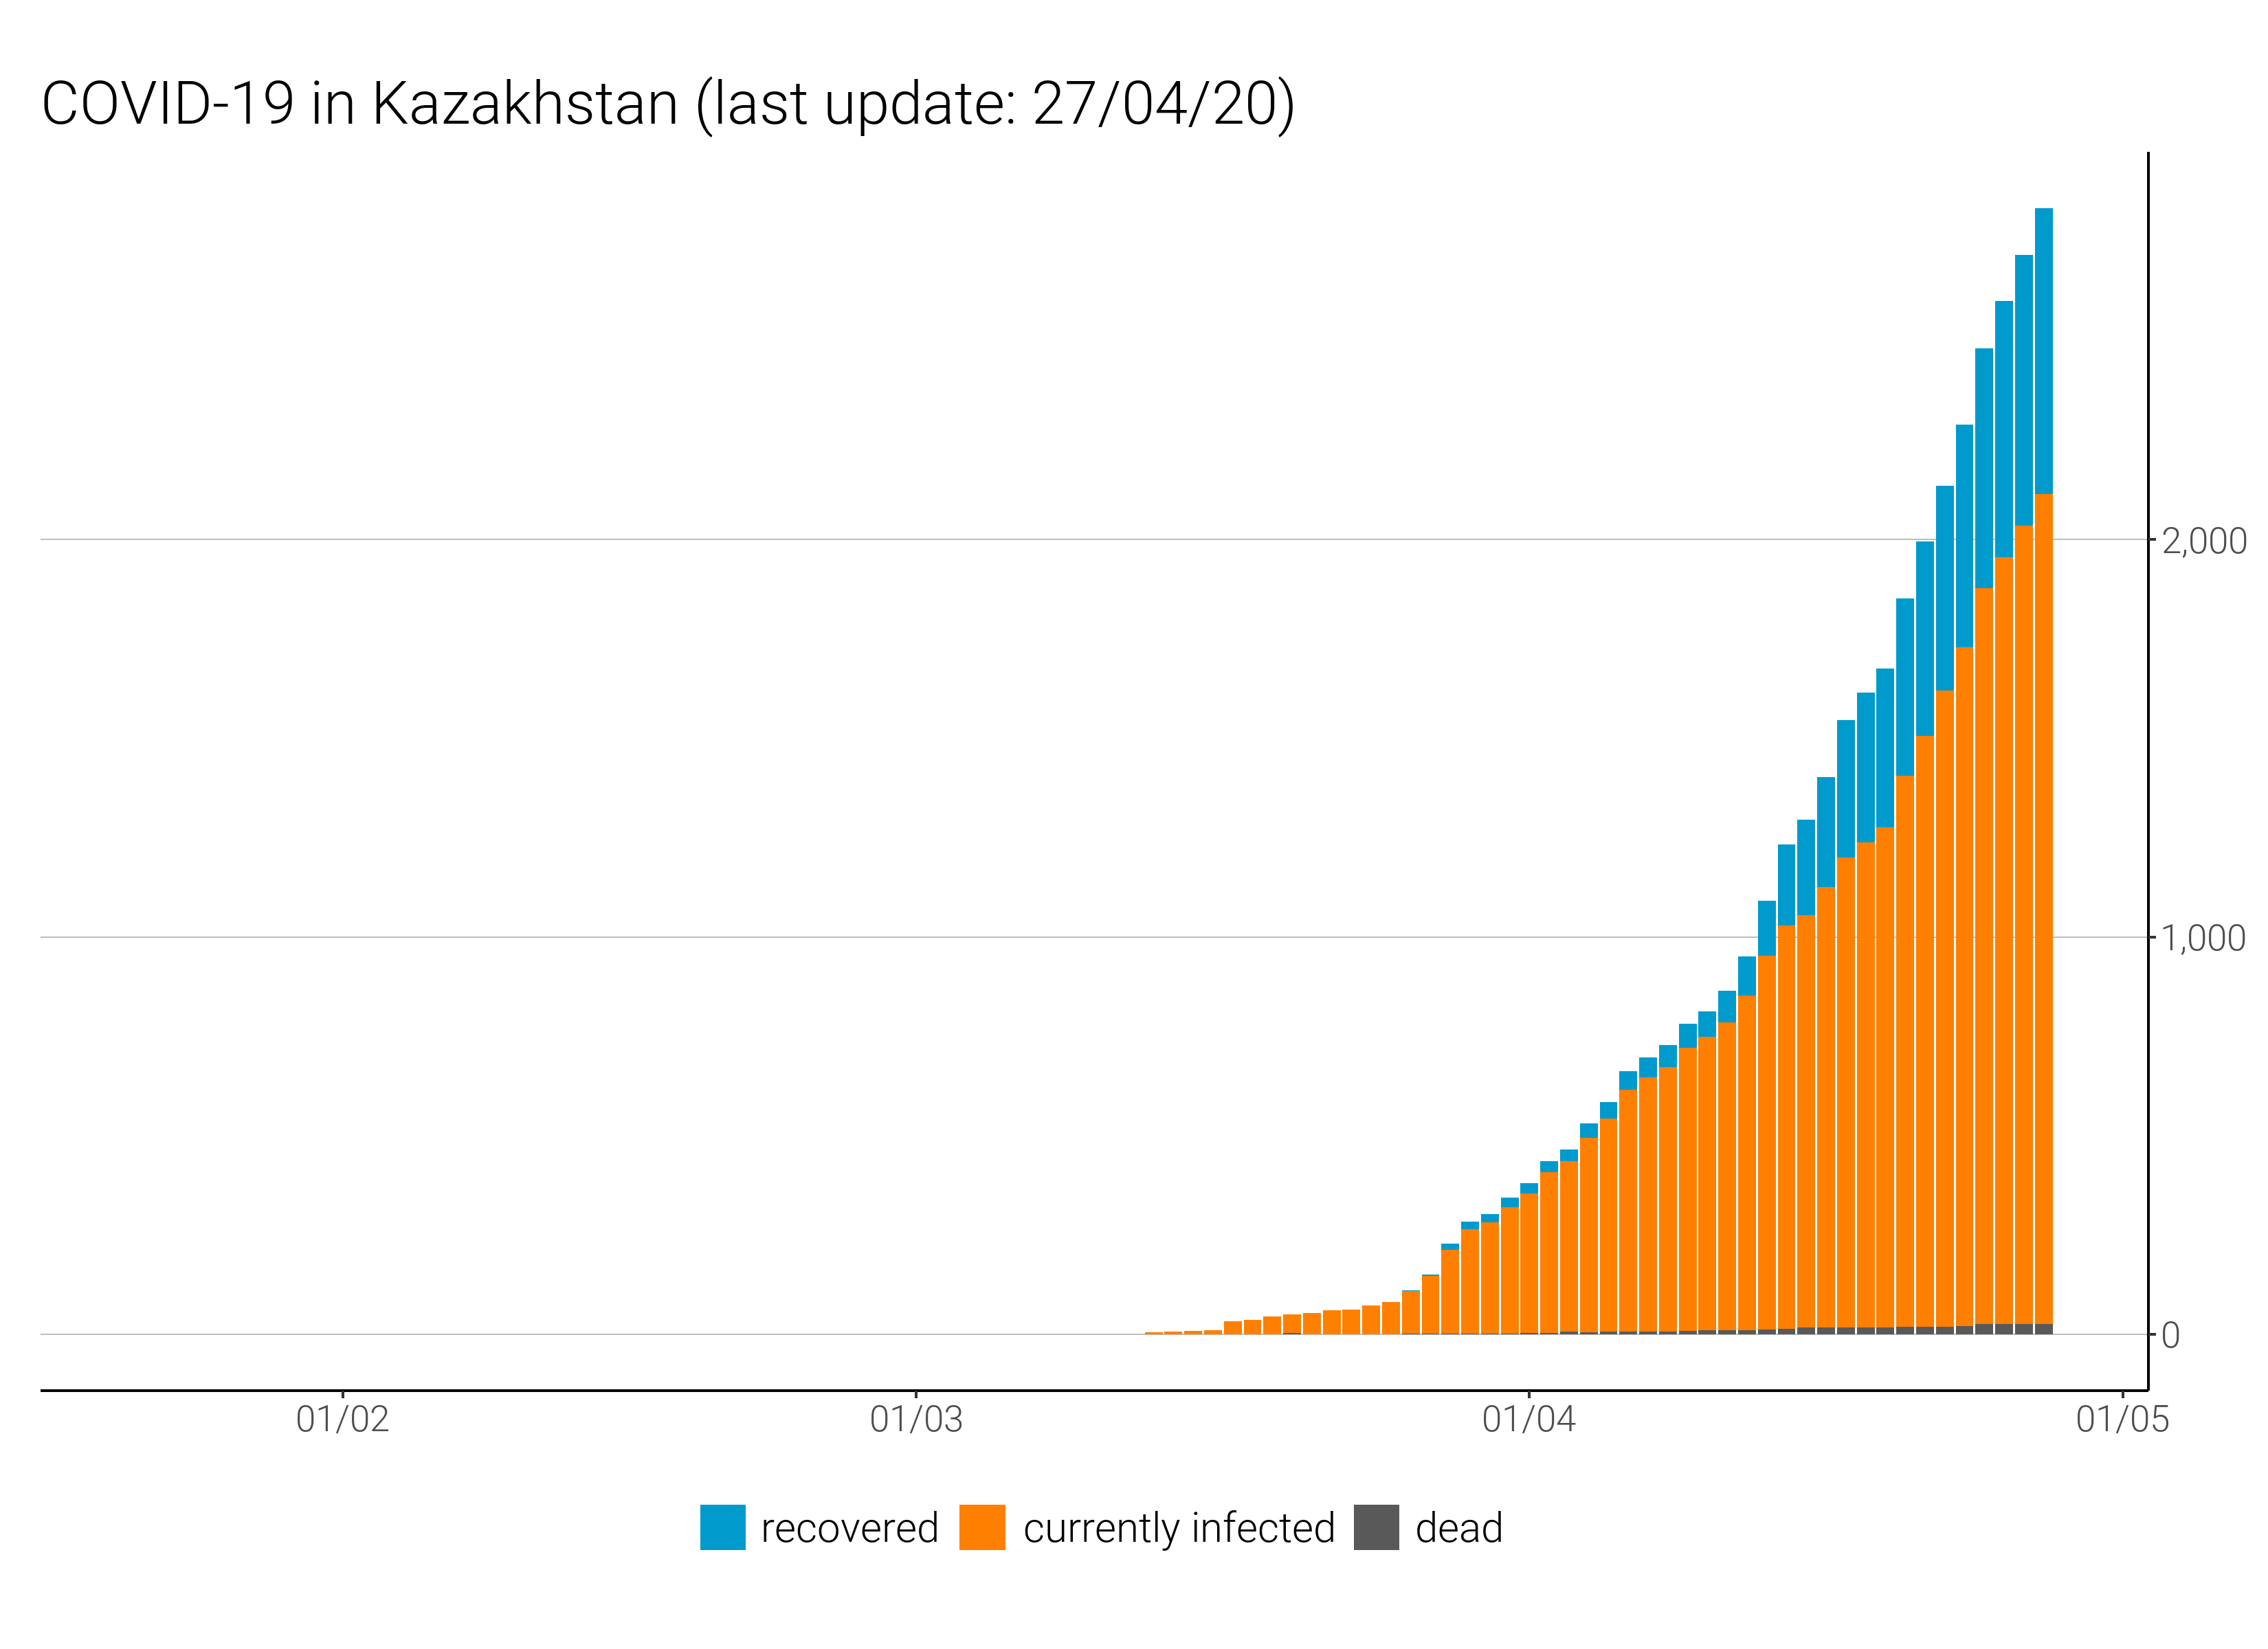 COVID-19 in Kazakhstan (last update: 27/04/20)
2,000
1,000
0
01/02 01/03 01/04 01/05
recovered currently infected dead